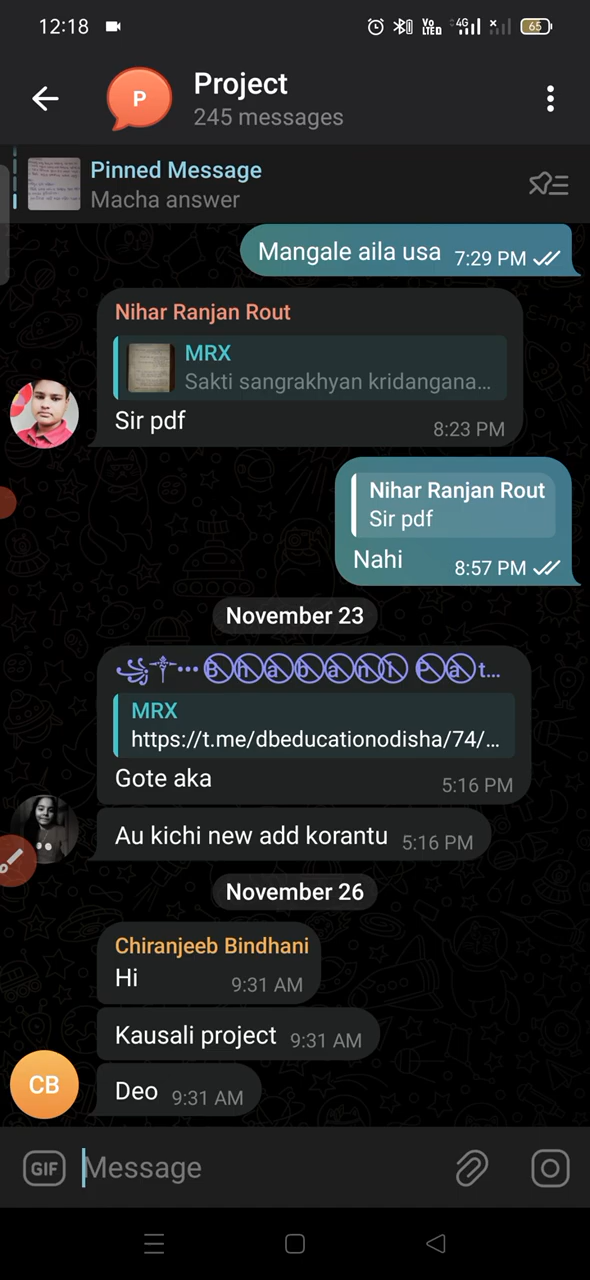 12:18
Vo LTED 4G 65
P
Project
245 messages
Pinned Message
Macha answer
Mangale aila usa 7:29 PM
Nihar Ranjan Rout
MRX
Sakti sangrakhyan kridangana...
Sir pdf 8:23 PM
Nihar Ranjan Rout
Sir pdf
Nahi 8:57 PM
November 23
B h a b a n i P a t...
MRX
https://t.me/dbeducationodisha/74/...
Gote aka 5:16 PM
Au kichi new add korantu 5:16 PM
November 26
Chiranjeeb Bindhani
Hi 9:31 AM
Kausali project 9:31 AM
CB
Deo 9:31 AM
GIF Message